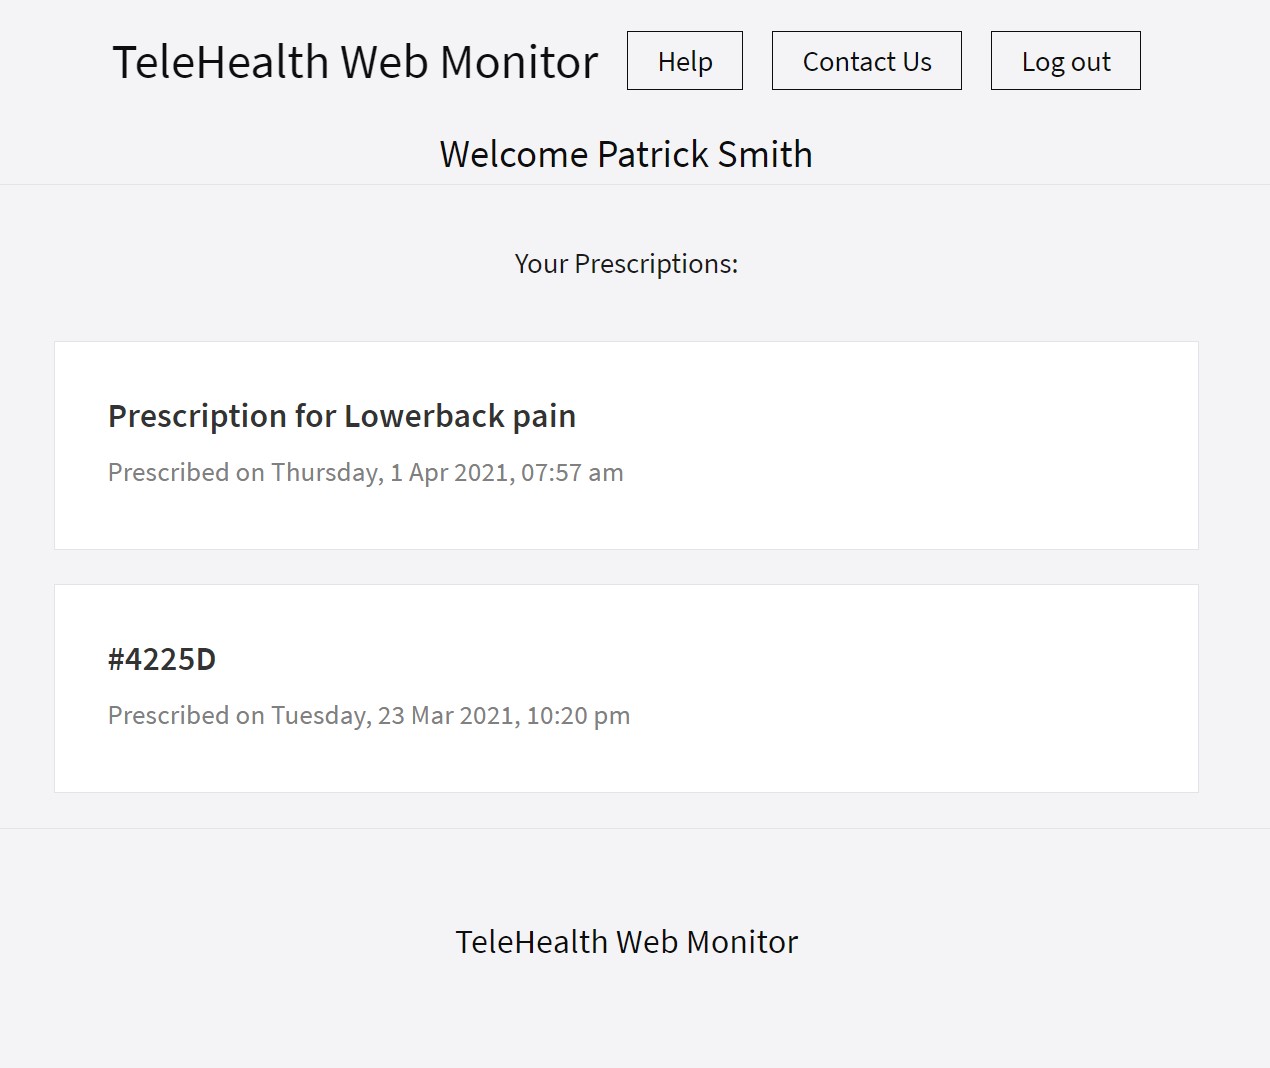 TeleHealth Web Monitor
Help
Contact Us
Log out
Welcome Patrick Smith
Your Prescriptions:
Prescription for Lowerback pain
Prescribed on Thursday, 1 Apr 2021, 07:57 am
#4225D
Prescribed on Tuesday, 23 Mar 2021, 10:20 pm
TeleHealth Web Monitor